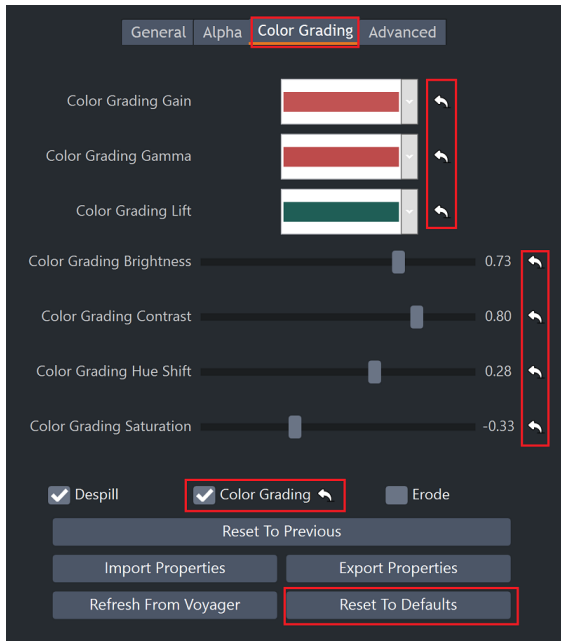 General Alpha Color Grading Advanced
Color Grading Gain
Color Grading Gamma
Color Grading Lift
Color Grading Brightness 0.73
Color Grading Contrast 0.80
Color Grading Hue Shift 0.28
Color Grading Saturation -0.33
Despill Color Grading Erode
Reset To Previous
Import Properties Export Properties
Refresh From Voyager Reset To Defaults